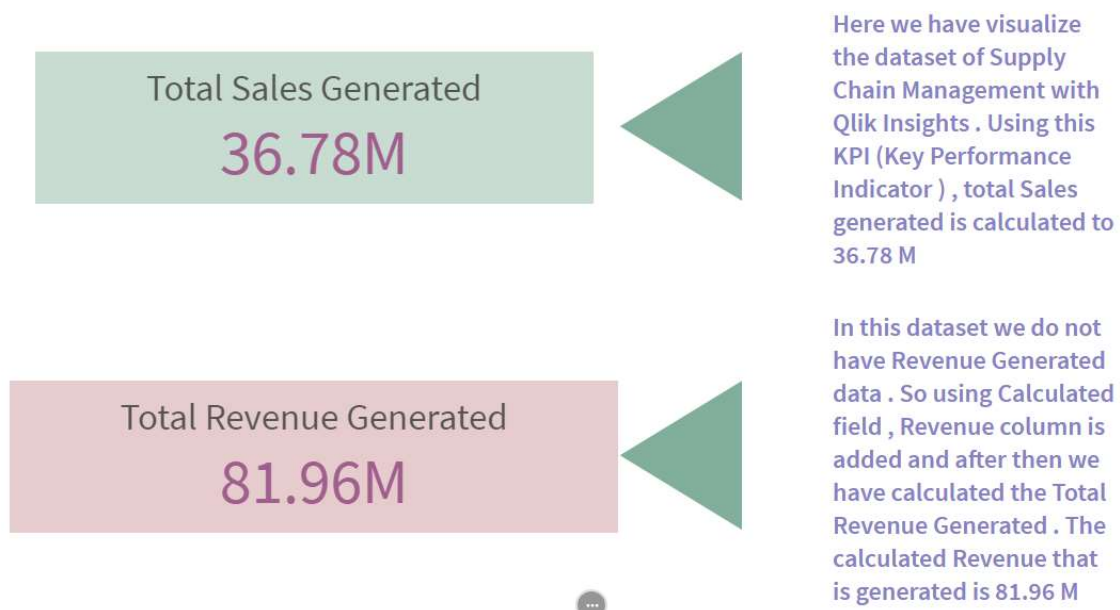 Total Sales Generated
36.78M
Here we have visualize
the dataset of Supply
Chain Management with
Qlik Insights . Using this
KPI (Key Performance
Indicator ) , total Sales
generated is calculated to
36.78 M
Total Revenue Generated
81.96M
In this dataset we do not
have Revenue Generated
data . So using Calculated
field , Revenue column is
added and after then we
have calculated the Total
Revenue Generated . The
calculated Revenue that
is generated is 81.96 M